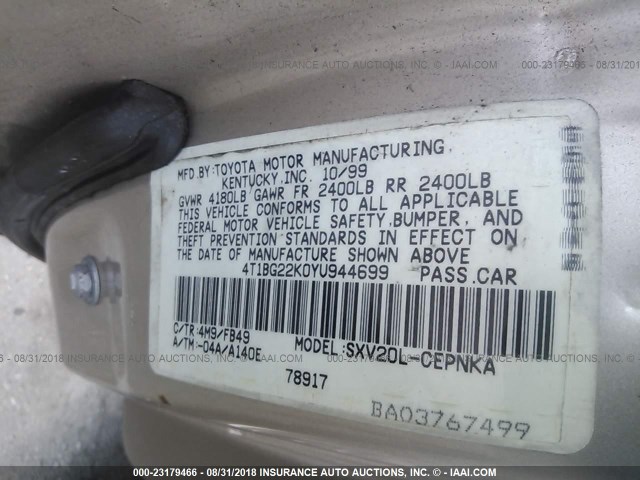 000-23179466 - 08/31/2018 INSURANCE AUTO AUCTIONS, INC. © - IAAI.COM
MFD.BY:TOYOTA MOTOR MANUFACTURING,
KENTUCKY INC. 10/99
GVWR 4180LB GAWR FR 2400LB RR 2400LB
THIS VEHICLE CONFORMS TO ALL APPLICABLE
FEDERAL MOTOR VEHICLE SAFETY,BUMPER, AND
THEFT PREVENTION STANDARDS IN EFFECT ON
THE DATE OF MANUFACTURE SHOWN ABOVE
4T1BG22K0YU944699 PASS.CAR
C/TR:4M9/FB49
A/TM:-04A/A140E
MODEL:SXV20L-CEPNKA
78917
BA03767499
000-23179466 - 08/31/2018 INSURANCE AUTO AUCTIONS, INC. © - IAAI.COM